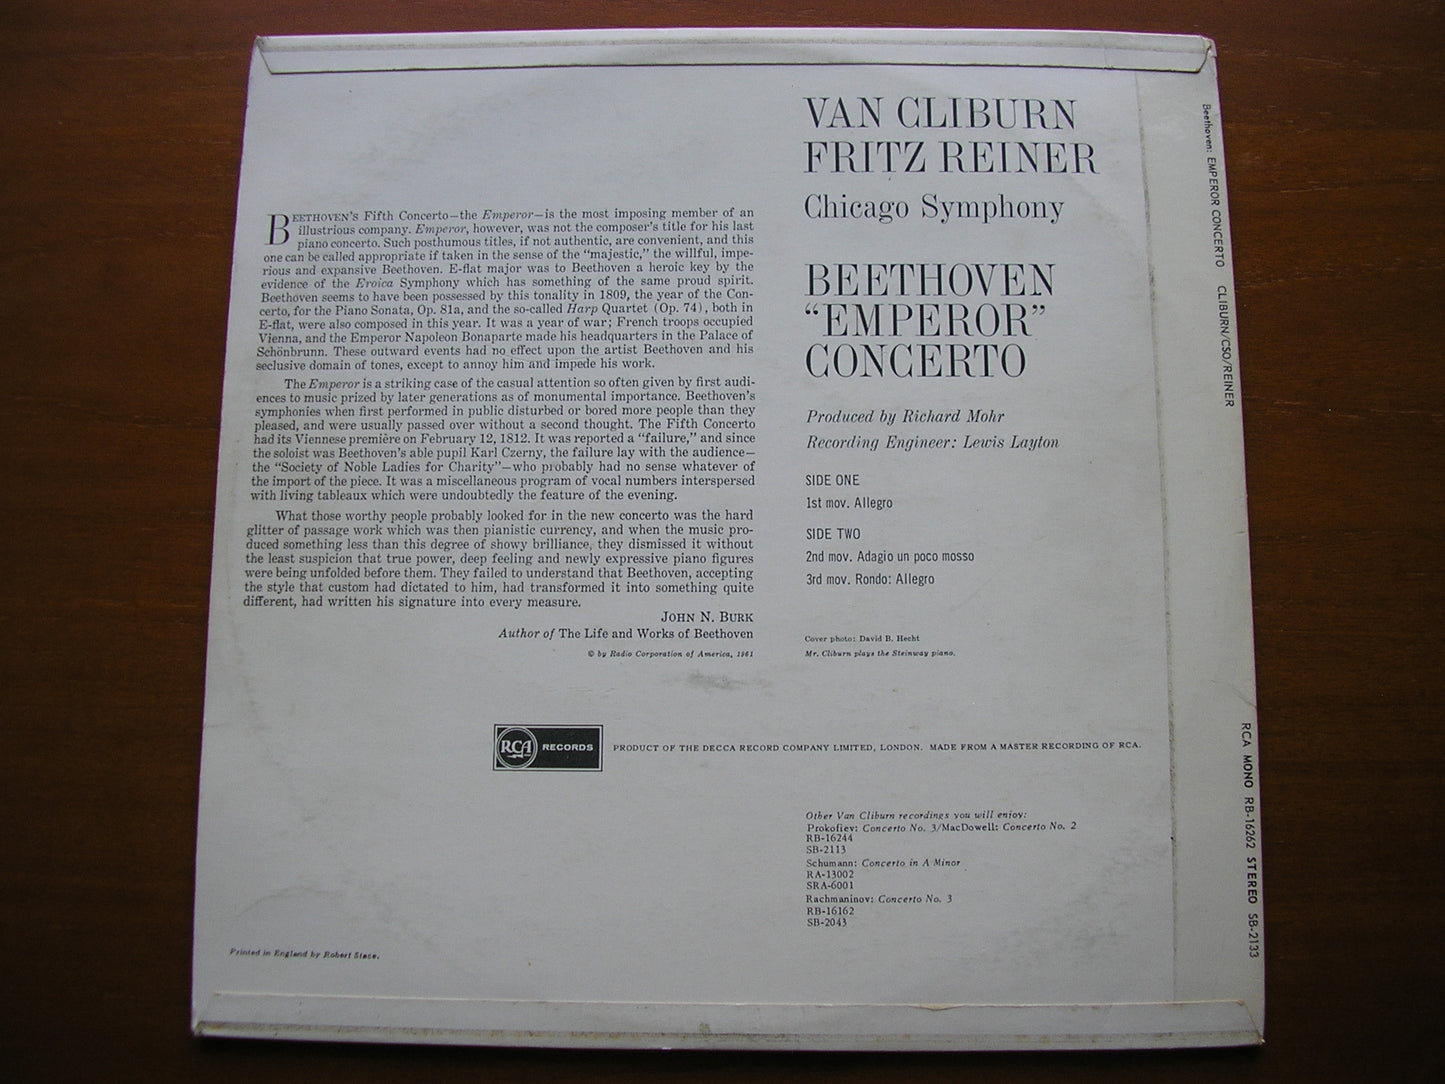 VAN CLIBURN
FRITZ REINER
Chicago Symphony
BEETHOVEN
“EMPEROR”
CONCERTO
Produced by Richard Mohr
Recording Engineer: Lewis Layton
SIDE ONE
1st mov. Allegro
SIDE TWO
2nd mov. Adagio un poco mosso
3rd mov. Rondo: Allegro
Cover photo: David B. Hecht
Mr. Cliburn plays the Steinway piano.
BEETHOVEN'S Fifth Concerto—the Emperor—is the most imposing member of an
illustrious company. Emperor, however, was not the composer's title for his last
piano concerto. Such posthumous titles, if not authentic, are convenient, and this
one can be called appropriate if taken in the sense of the “majestic,” the willful, impe-
rious and expansive Beethoven. E-flat major was to Beethoven a heroic key by the
evidence of the Eroica Symphony which has something of the same proud spirit.
Beethoven seems to have been possessed by this tonality in 1809, the year of the Con-
certo, for the Piano Sonata, Op. 81a, and the so-called Harp Quartet (Op. 74), both in
E-flat, were also composed in this year. It was a year of war; French troops occupied
Vienna, and the Emperor Napoleon Bonaparte made his headquarters in the Palace of
Schönbrunn. These outward events had no effect upon the artist Beethoven and his
seclusive domain of tones, except to annoy him and impede his work.
The Emperor is a striking case of the casual attention so often given by first audi-
ences to music prized by later generations as of monumental importance. Beethoven's
symphonies when first performed in public disturbed or bored more people than they
pleased, and were usually passed over without a second thought. The Fifth Concerto
had its Viennese première on February 12, 1812. It was reported a “failure,” and since
the soloist was Beethoven's able pupil Karl Czerny, the failure lay with the audience—
the “Society of Noble Ladies for Charity”—who probably had no sense whatever of
the import of the piece. It was a miscellaneous program of vocal numbers interspersed
with living tableaux which were undoubtedly the feature of the evening.
What those worthy people probably looked for in the new concerto was the hard
glitter of passage work which was then pianistic currency, and when the music pro-
duced something less than this degree of showy brilliance, they dismissed it without
the least suspicion that true power, deep feeling and newly expressive piano figures
were being unfolded before them. They failed to understand that Beethoven, accepting
the style that custom had dictated to him, had transformed it into something quite
different, had written his signature into every measure.
JOHN N. BURK
Author of The Life and Works of Beethoven
© by Radio Corporation of America, 1961
RCA RECORDS
PRODUCT OF THE DECCA RECORD COMPANY LIMITED, LONDON. MADE FROM A MASTER RECORDING OF RCA.
Other Van Cliburn recordings you will enjoy:
Prokofiev: Concerto No. 3/MacDowell: Concerto No. 2
RB-16244
SB-2113
Schumann: Concerto in A Minor
RA-13002
SRA-6001
Rachmaninov: Concerto No. 3
RB-16162
SB-2043
Printed in England by Robert Stace.
Beethoven: EMPEROR CONCERTO CLIBURN/CSO/REINER
RCA MONO RB-16262 STEREO SB-2133